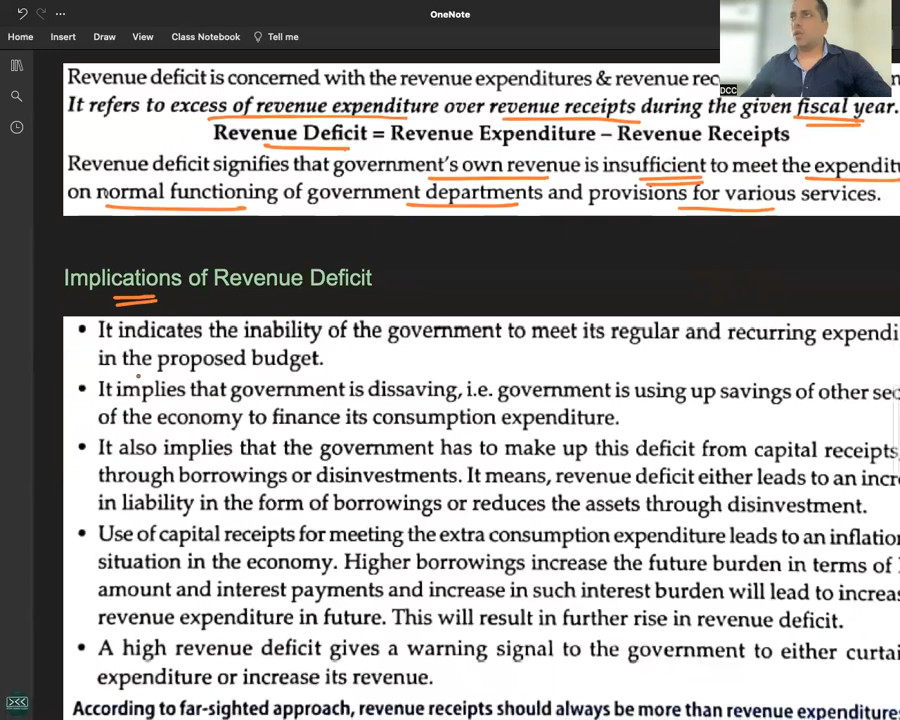 OneNote
Home Insert Draw View Class Notebook Tell me
DCC
Revenue deficit is concerned with the revenue expenditures & revenue
It refers to excess of revenue expenditure over revenue receipts during the given fiscal year.
Revenue Deficit = Revenue Expenditure – Revenue Receipts
Revenue deficit signifies that government's own revenue is insufficient to meet the
on normal functioning of government departments and provisions for various services.
Implications of Revenue Deficit
• It indicates the inability of the government to meet its regular and recurring
in the proposed budget.
• It implies that government is dissaving, i.e. government is using up savings of other
of the economy to finance its consumption expenditure.
• It also implies that the government has to make up this deficit from capital receipts,
through borrowings or disinvestments. It means, revenue deficit either leads to an
in liability in the form of borrowings or reduces the assets through disinvestment.
• Use of capital receipts for meeting the extra consumption expenditure leads to an
situation in the economy. Higher borrowings increase the future burden in terms of
amount and interest payments and increase in such interest burden will lead to
revenue expenditure in future. This will result in further rise in revenue deficit.
• A high revenue deficit gives a warning signal to the government to either
expenditure or increase its revenue.
According to far-sighted approach, revenue receipts should always be more than revenue